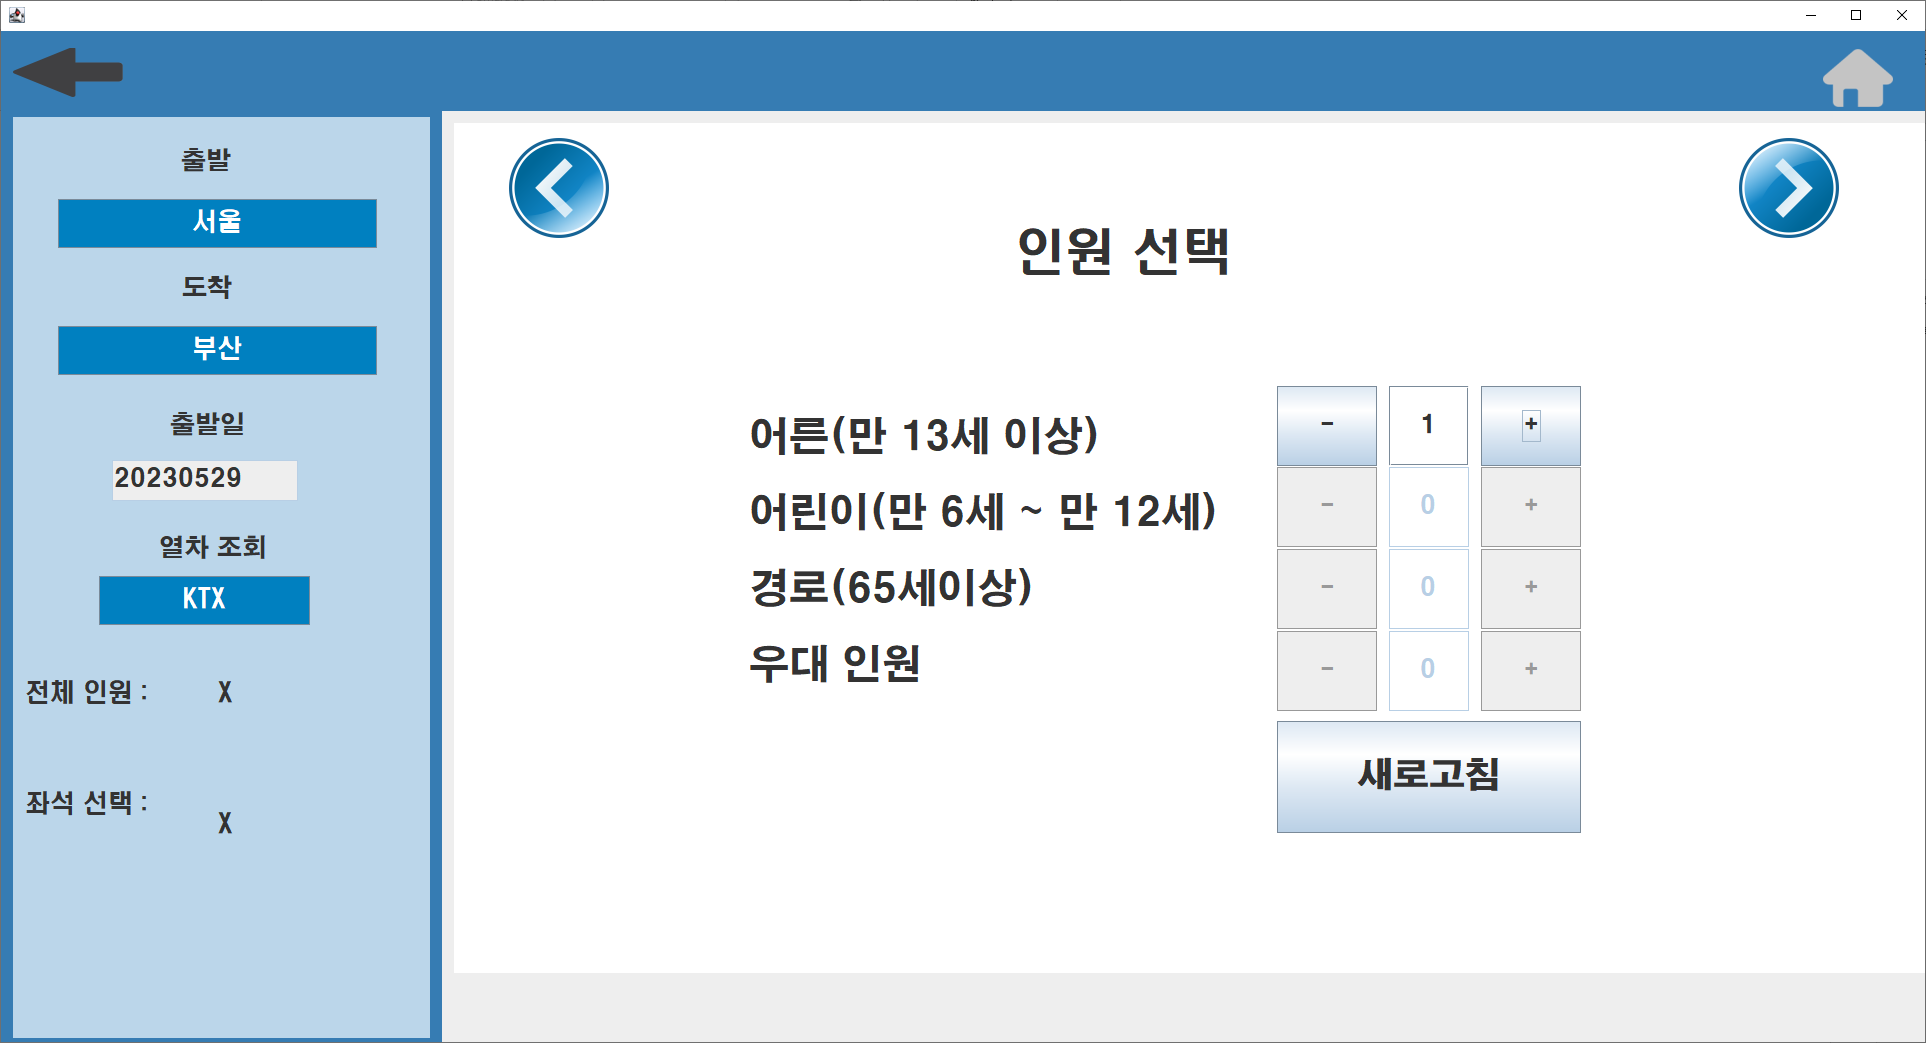 출발
서울
도착
부산
출발일
20230529
열차 조회
KTX
전체 인원 : X
좌석 선택 :
X
인원 선택
어른(만 13세 이상) - 1 +
어린이(만 6세 ~ 만 12세) - 0 +
경로(65세이상) - 0 +
우대 인원 - 0 +
새로고침